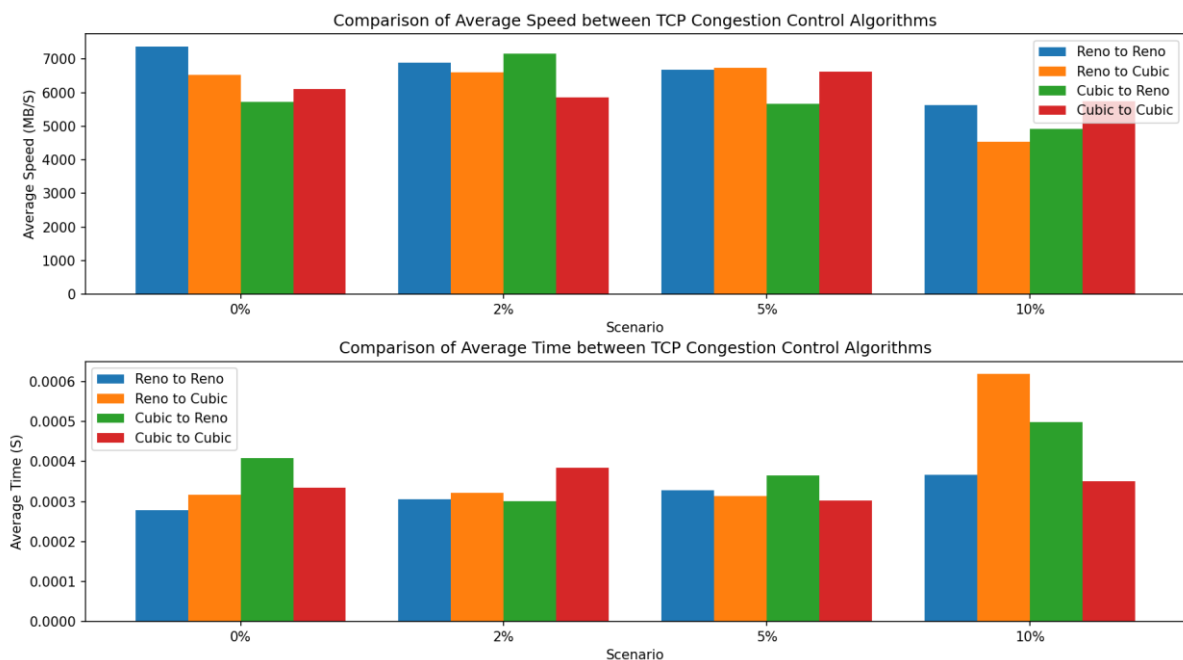 Comparison of Average Speed between TCP Congestion Control Algorithms
Average Speed (MB/S)
7000
6000
5000
4000
3000
2000
1000
0
Reno to Reno
Reno to Cubic
Cubic to Reno
Cubic to Cubic
0% 2% 5% 10%
Scenario
Comparison of Average Time between TCP Congestion Control Algorithms
Average Time (S)
0.0006
0.0005
0.0004
0.0003
0.0002
0.0001
0.0000
Reno to Reno
Reno to Cubic
Cubic to Reno
Cubic to Cubic
0% 2% 5% 10%
Scenario